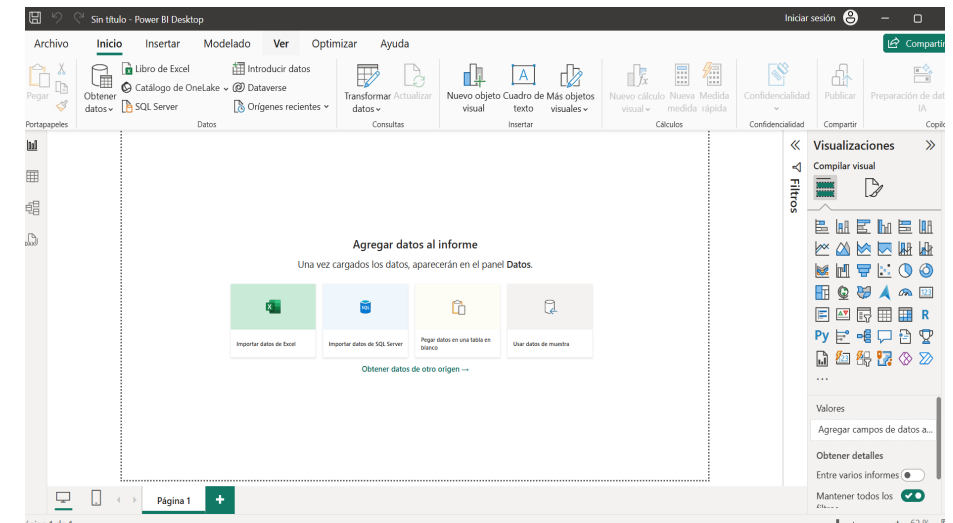 Sin título - Power BI Desktop
Iniciar sesión
Archivo Inicio Insertar Modelado Ver Optimizar Ayuda
Compartir
Pegar
Portapapeles
Obtener
datos
Libro de Excel
Catálogo de OneLake
SQL Server
Introducir datos
Dataverse
Orígenes recientes
Datos
Transformar
datos
Actualizar
Consultas
Nuevo objeto
visual
Cuadro de
texto
Más objetos
visuales
Insertar
Nuevo cálculo
visual
Nueva
medida
Medida
rápida
Cálculos
Confidencialidad
Confidencialidad
Publicar
Compartir
Preparación de dat
IA
Copilo
Agregar datos al informe
Una vez cargados los datos, aparecerán en el panel Datos.
SQL
Importar datos de Excel
Importar datos de SQL Server
Pegar datos en una tabla en
blanco
Usar datos de muestra
Obtener datos de otro origen →
Filtros
Visualizaciones
Compilar visual
123
R
Py
...
Valores
Agregar campos de datos a...
Obtener detalles
Entre varios informes
Mantener todos los
Página 1